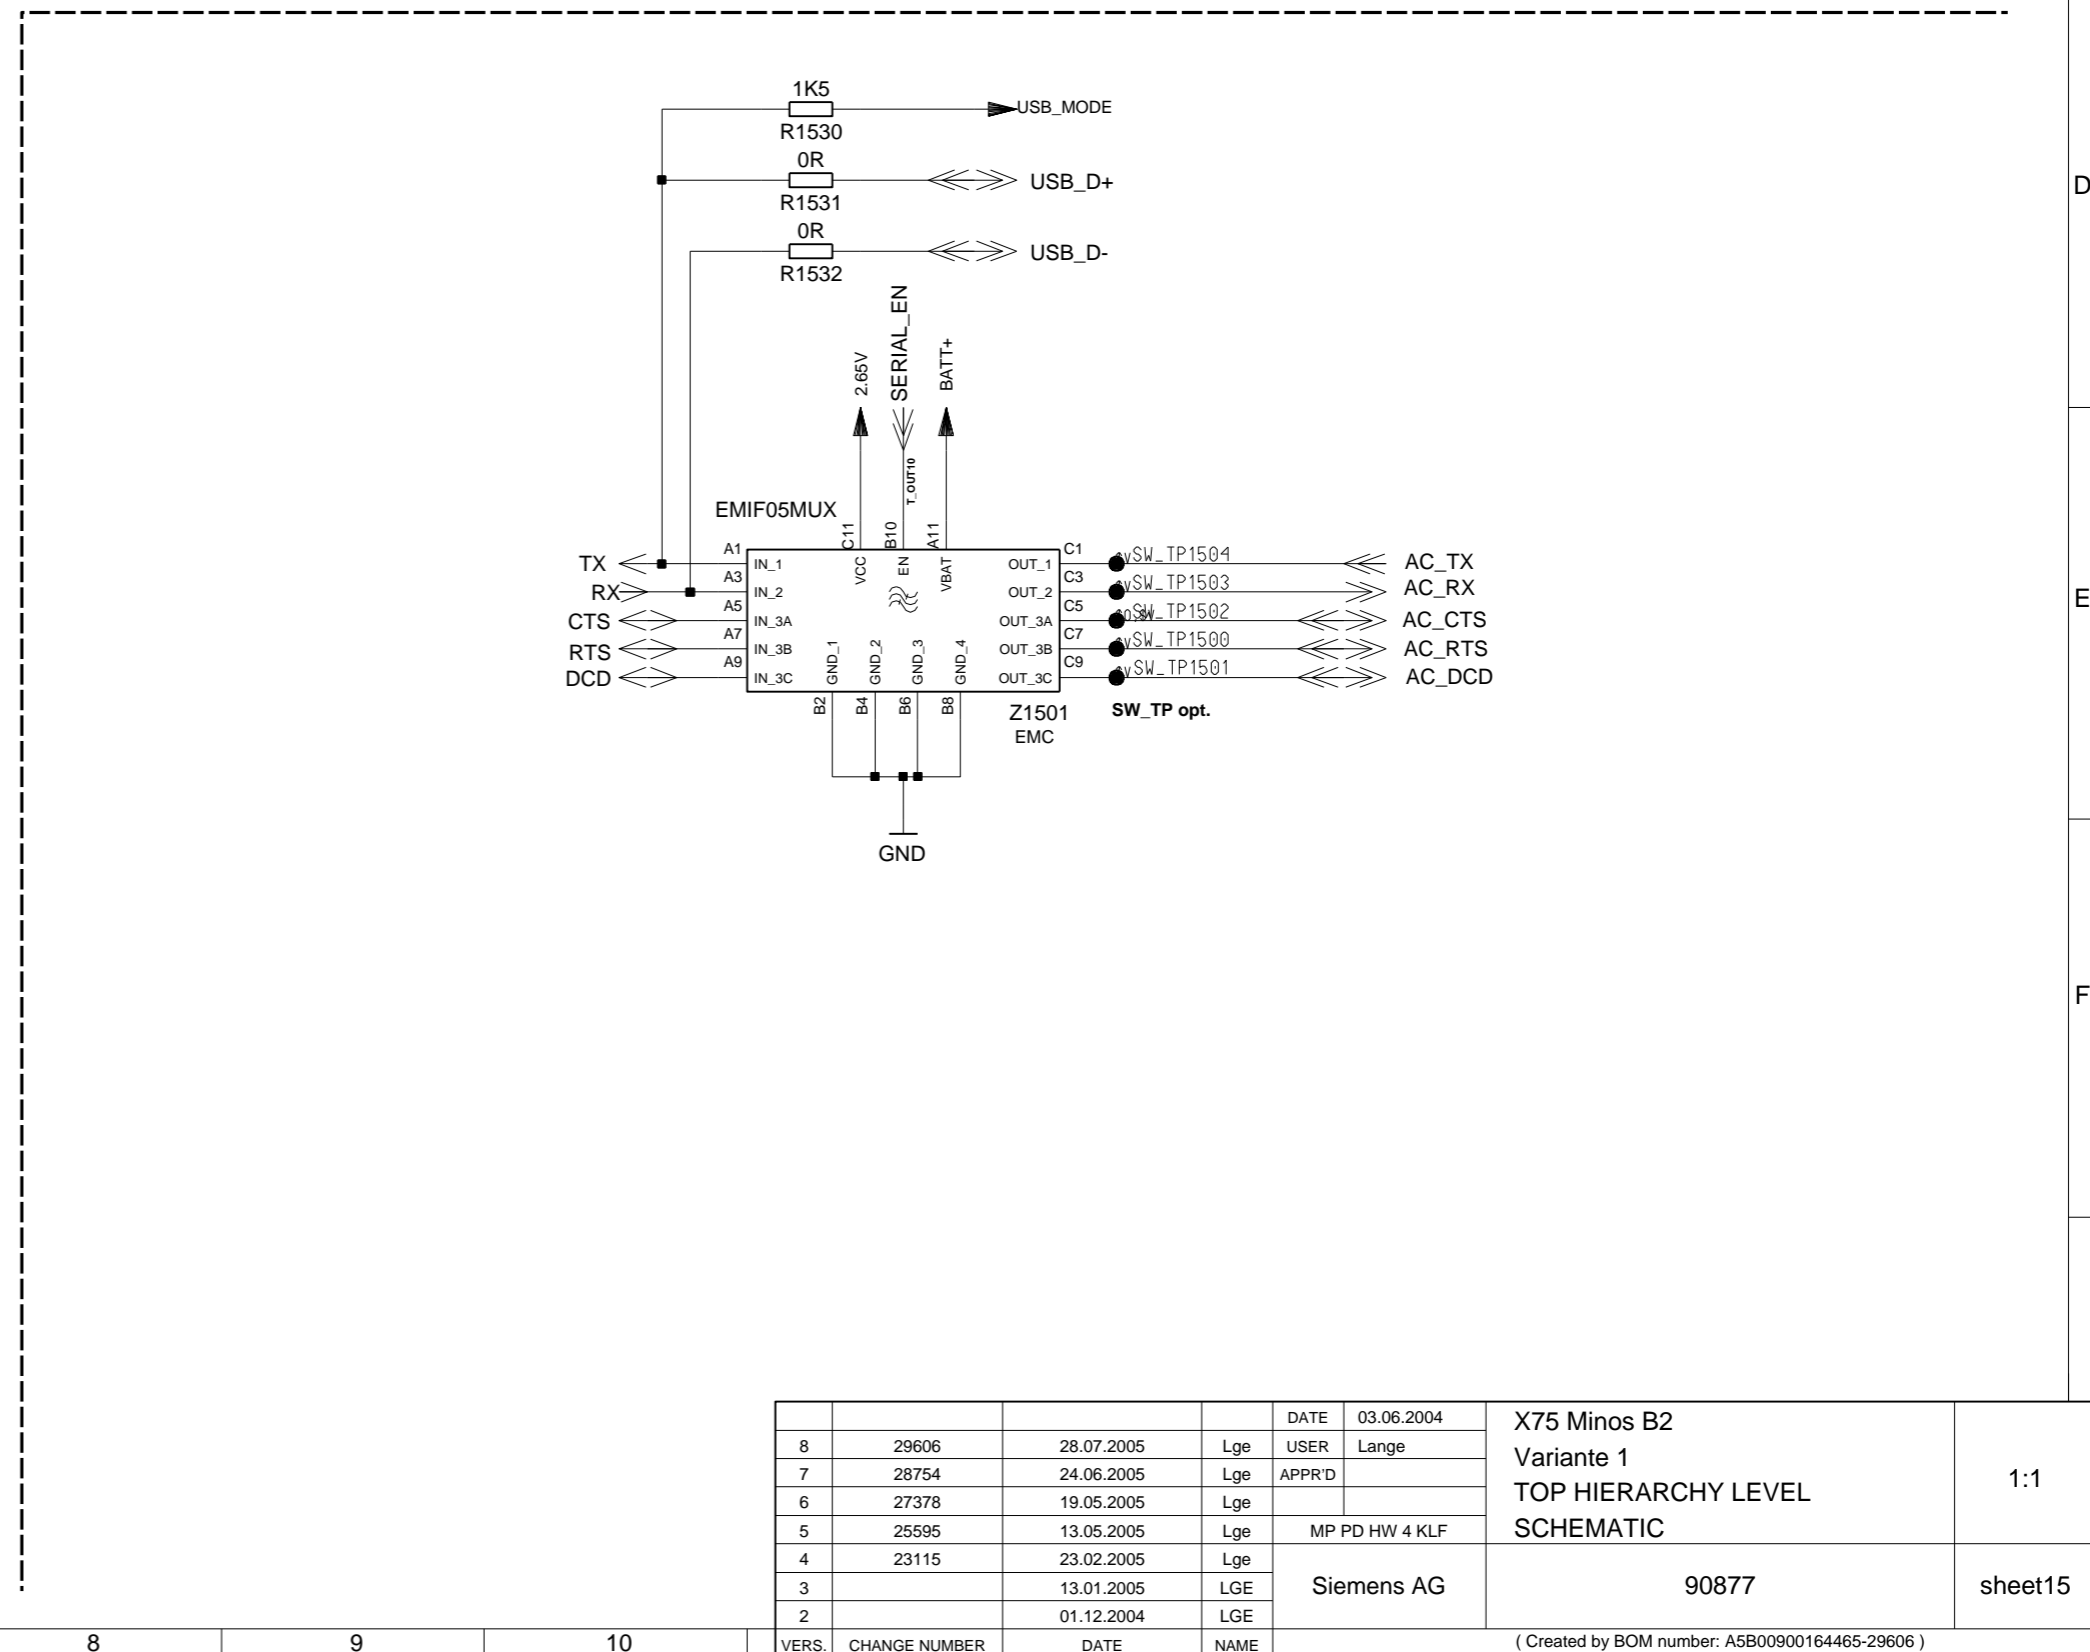 1K5
USB_MODE
R1530
0R
USB_D+
R1531
0R
USB_D-
R1532
D
2.65V
SERIAL_EN
BATT+
T_OUT10
EMIF05MUX
C11
B10
A11
VCC
EN
VBAT
TX
A1
IN_1
OUT_1
C1
SW_TP1504
AC_TX
RX
A3
IN_2
OUT_2
C3
SW_TP1503
AC_RX
E
CTS
A5
IN_3A
OUT_3A
C5
SW_TP1502
AC_CTS
RTS
A7
IN_3B
OUT_3B
C7
SW_TP1500
AC_RTS
DCD
A9
IN_3C
OUT_3C
C9
SW_TP1501
AC_DCD
GND_1
GND_2
GND_3
GND_4
B2
B4
B6
B8
Z1501
EMC
SW_TP opt.
GND
F
DATE 03.06.2004
8 29606 28.07.2005 Lge USER Lange
7 28754 24.06.2005 Lge APPR'D
6 27378 19.05.2005 Lge
5 25595 13.05.2005 Lge MP PD HW 4 KLF
4 23115 23.02.2005 Lge
3 13.01.2005 LGE
2 01.12.2004 LGE
VERS. CHANGE NUMBER DATE NAME
X75 Minos B2
Variante 1
TOP HIERARCHY LEVEL
SCHEMATIC
1:1
Siemens AG
90877
sheet15
( Created by BOM number: A5B00900164465-29606 )
8 9 10